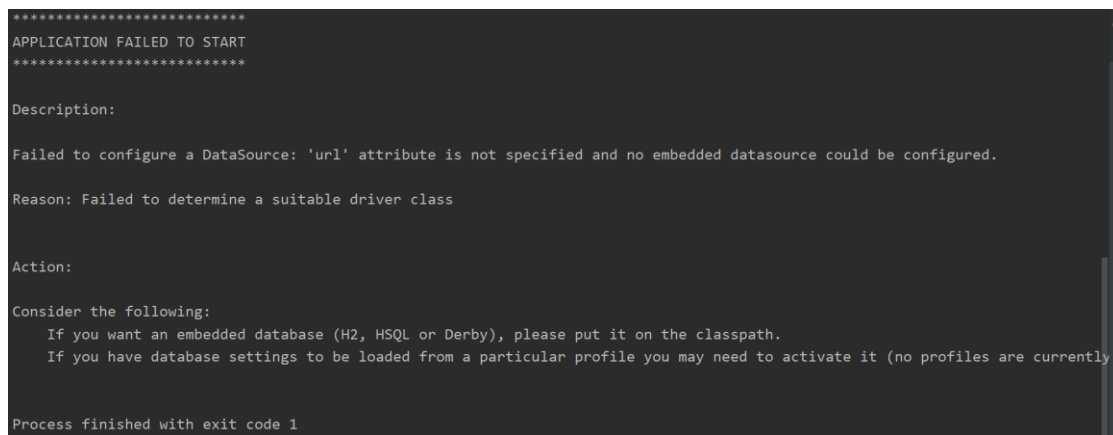 ***************************
APPLICATION FAILED TO START
***************************
Description:
Failed to configure a DataSource: 'url' attribute is not specified and no embedded datasource could be configured.
Reason: Failed to determine a suitable driver class
Action:
Consider the following:
If you want an embedded database (H2, HSQL or Derby), please put it on the classpath.
If you have database settings to be loaded from a particular profile you may need to activate it (no profiles are currently
Process finished with exit code 1